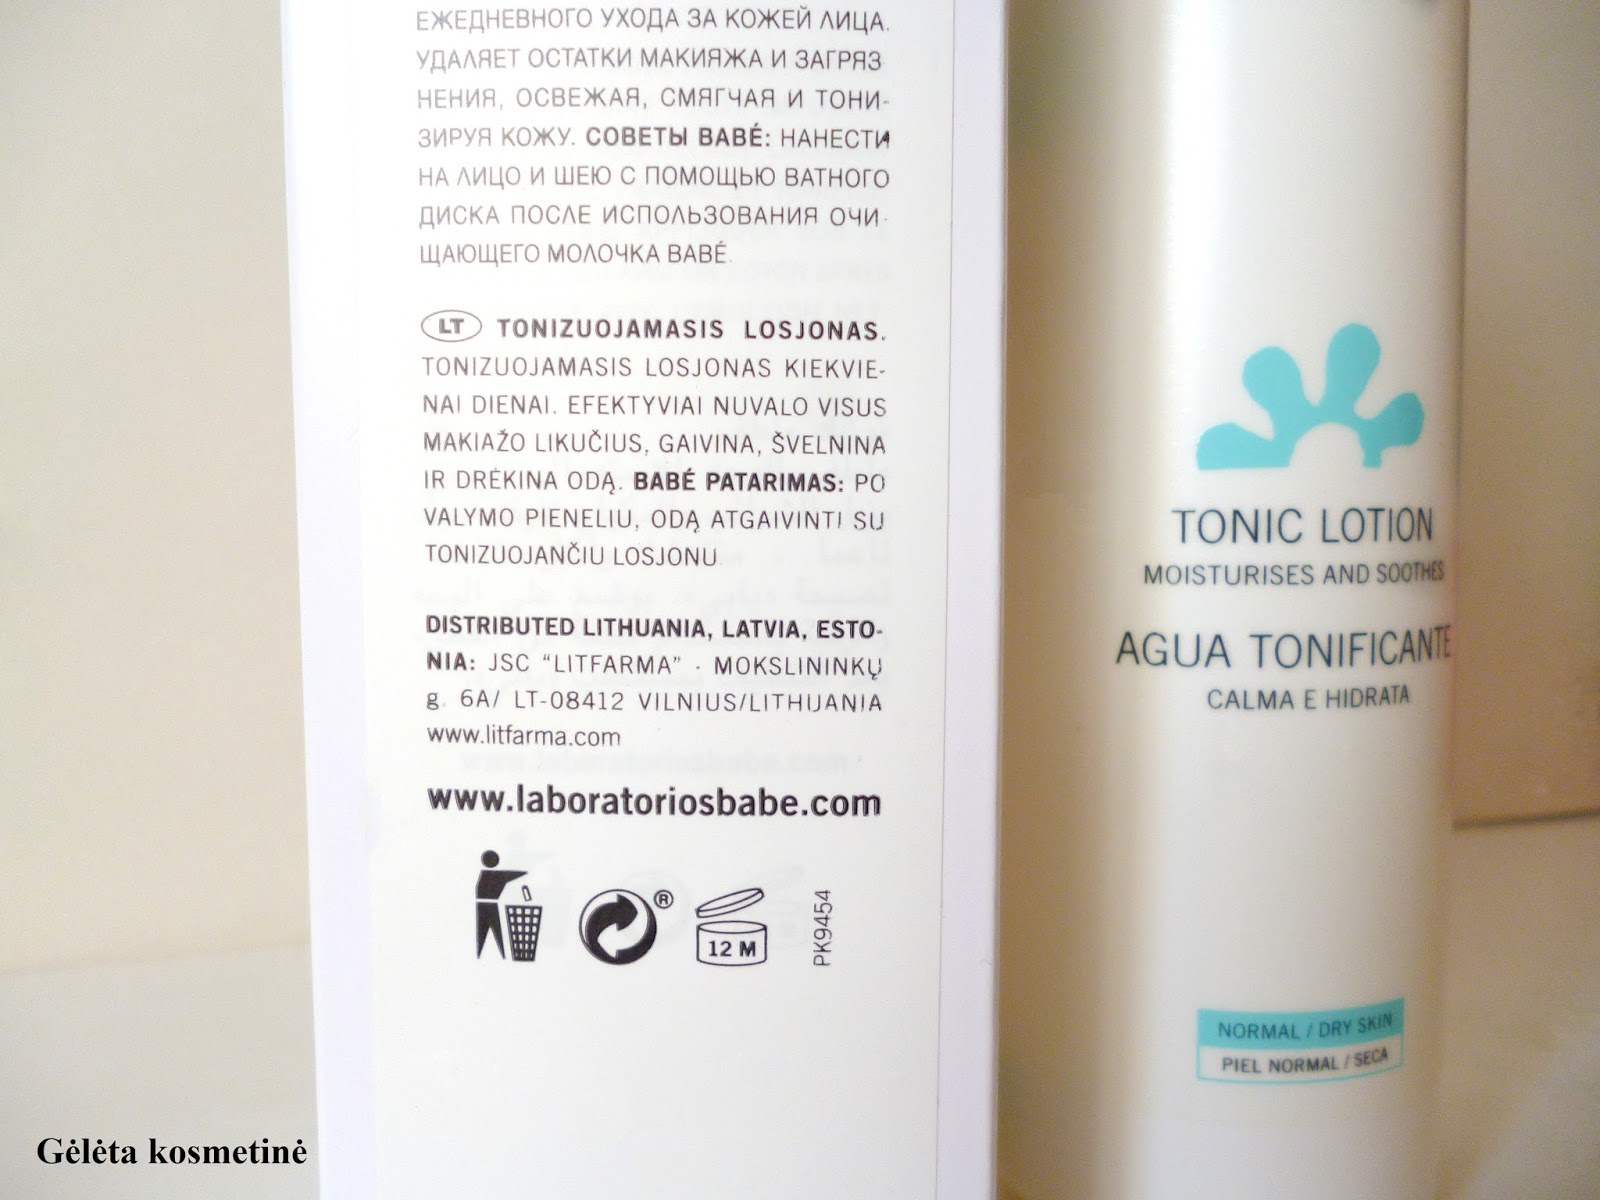 ЕЖЕДНЕВНОГО УХОДА ЗА КОЖЕЙ ЛИЦА.
УДАЛЯЕТ ОСТАТКИ МАКИЯЖА И ЗАГРЯЗ
НЕНИЯ, ОСВЕЖАЯ, СМЯГЧАЯ И ТОНИ-
ЗИРУЯ КОЖУ. СОВЕТЫ BABÉ: НАНЕСТИ
НА ЛИЦО И ШЕЮ С ПОМОЩЬЮ ВАТНОГО
ДИСКА ПОСЛЕ ИСПОЛЬЗОВАНИЯ ОЧИ-
ЩАЮЩЕГО МОЛОЧКА BABÉ.
LT TONIZUOJAMASIS LOSJONAS.
TONIZUOJAMASIS LOSJONAS KIEKVIE-
NAI DIENAI. EFEKTYVIAI NUVALO VISUS
MAKIAŽO LIKUČIUS, GAIVINA, ŠVELNINA
IR DRĖKINA ODĄ. BABÉ PATARIMAS: PO
VALYMO PIENELIU, ODĄ ATGAIVINTI SU
TONIZUOJANČIU LOSJONU
DISTRIBUTED LITHUANIA, LATVIA, ESTO-
NIA: JSC “LITFARMA” · MOKSLININKŲ
g. 6A/ LT-08412 VILNIUS/LITHUANIA
www.litfarma.com
www.laboratoriosbabe.com
®
12 M
PK9454
TONIC LOTION
MOISTURISES AND SOOTHES
AGUA TONIFICANTE
CALMA E HIDRATA
NORMAL / DRY SKIN
PIEL NORMAL / SECA
Gėlėta kosmetinė